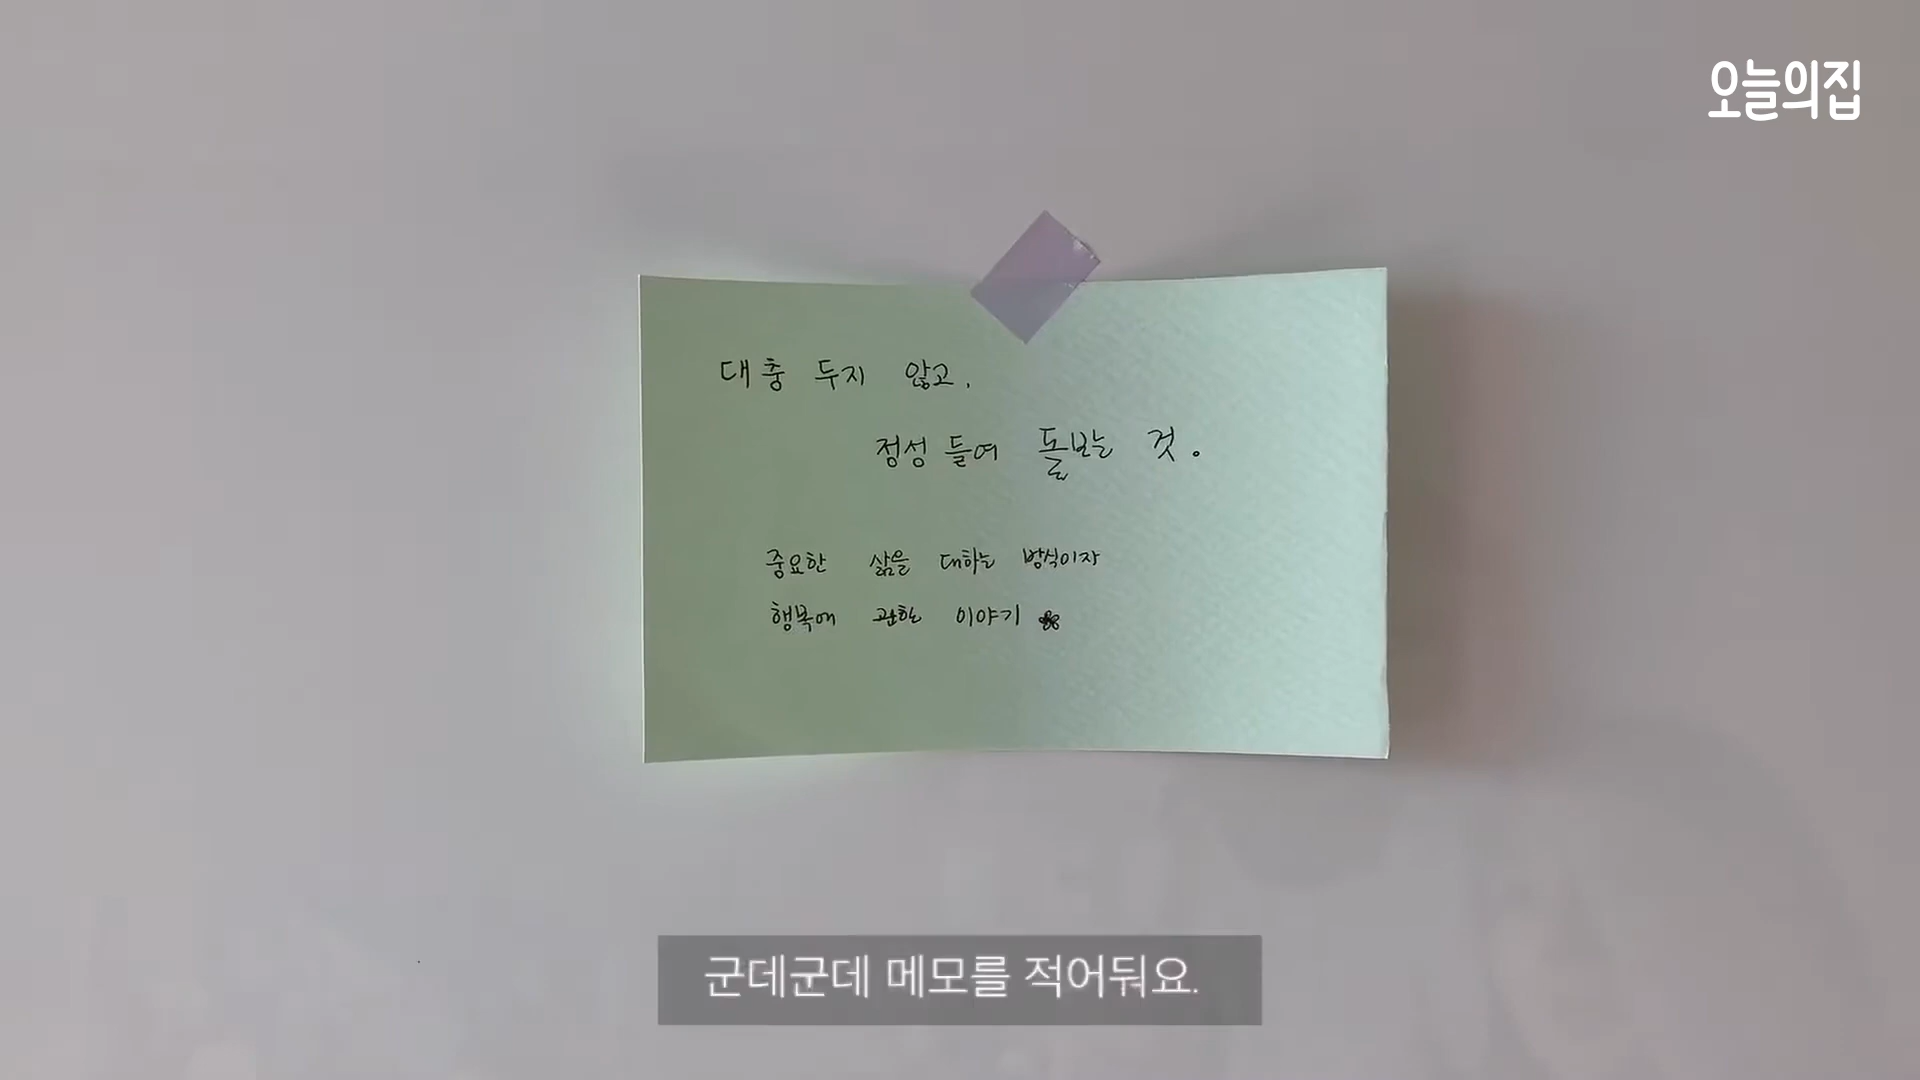 오늘의집
대충 두지 않고,
정성 들여 돌보는 것.
중요한 삶을 대하는 방식이자
행복에 관한 이야기
군데군데 메모를 적어둬요.